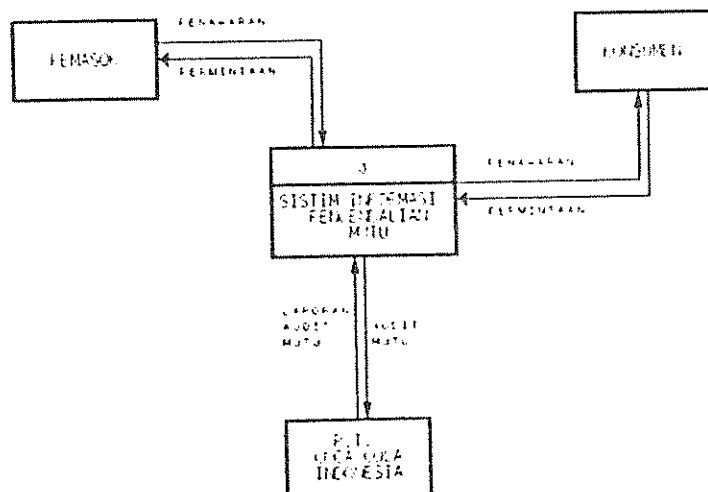 PENAWARAN
PEMASOK
PERMINTAAN
KONSUMEN
0
PENAWARAN
SISTIM INFORMASI
PENGENDALIAN
MUTU
PERMINTAAN
LAPORAN
AUDIT
MUTU
AUDIT
MUTU
P.T.
COCA COLA
INDONESIA